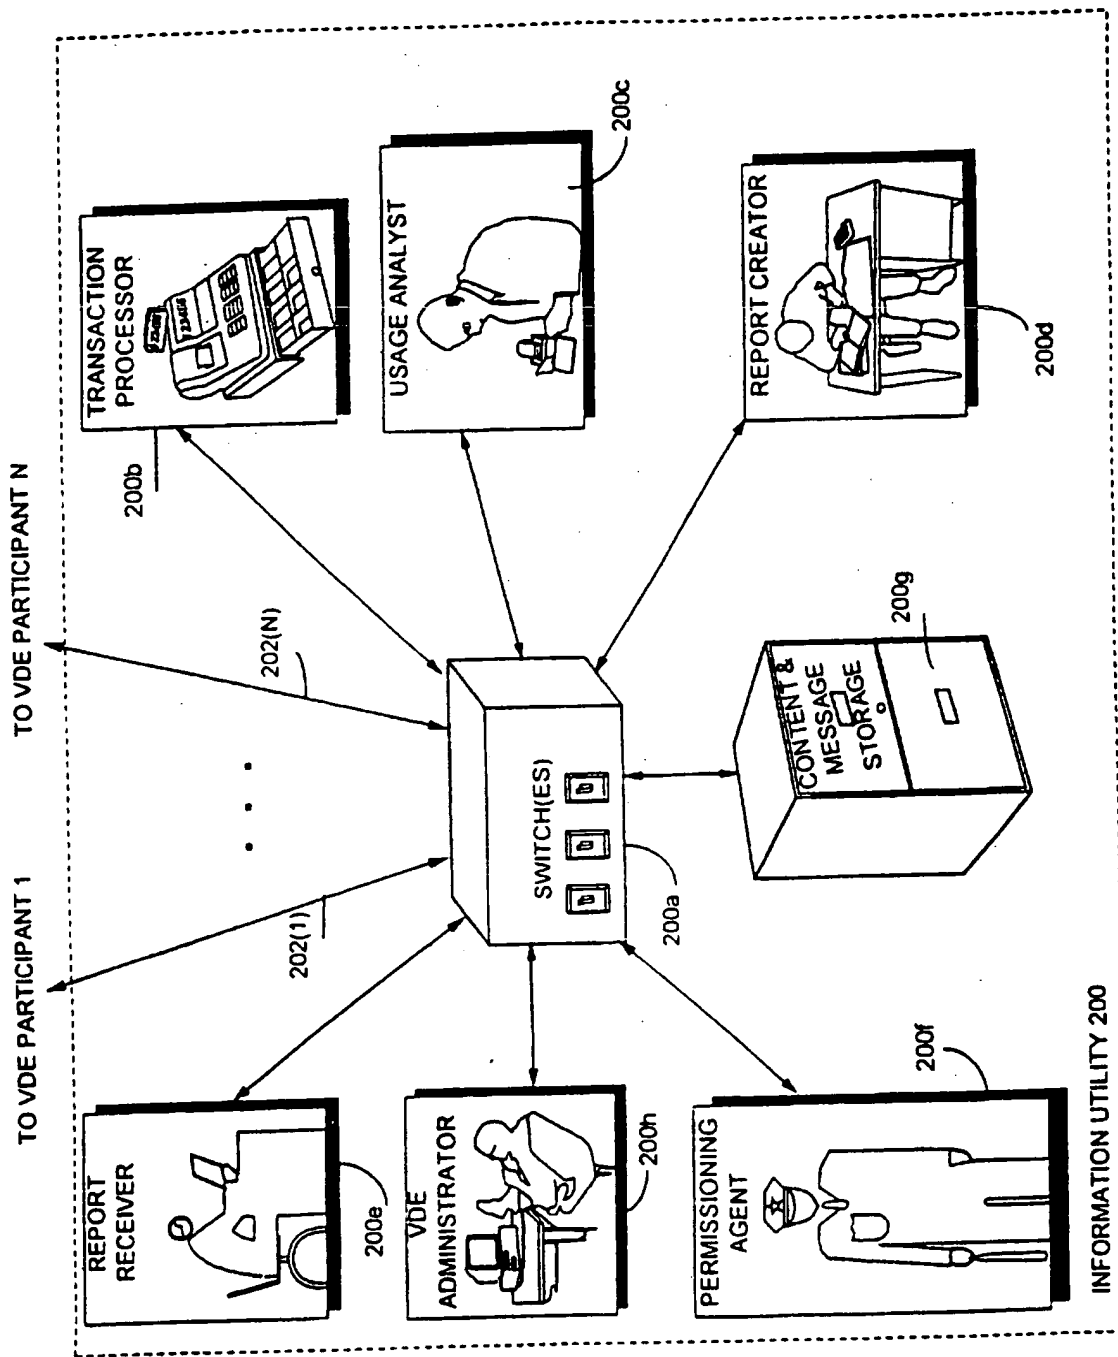 TO VDE PARTICIPANT 1
TO VDE PARTICIPANT N
202(1)
202(N)
REPORT
RECEIVER
200e
TRANSACTION
PROCESSOR
200b
VDE
ADMINISTRATOR
200h
SWITCH(ES)
200a
USAGE ANALYST
200c
PERMISSIONING
AGENT
200f
CONTENT &
MESSAGE
STORAGE
200g
REPORT CREATOR
200d
INFORMATION UTILITY 200